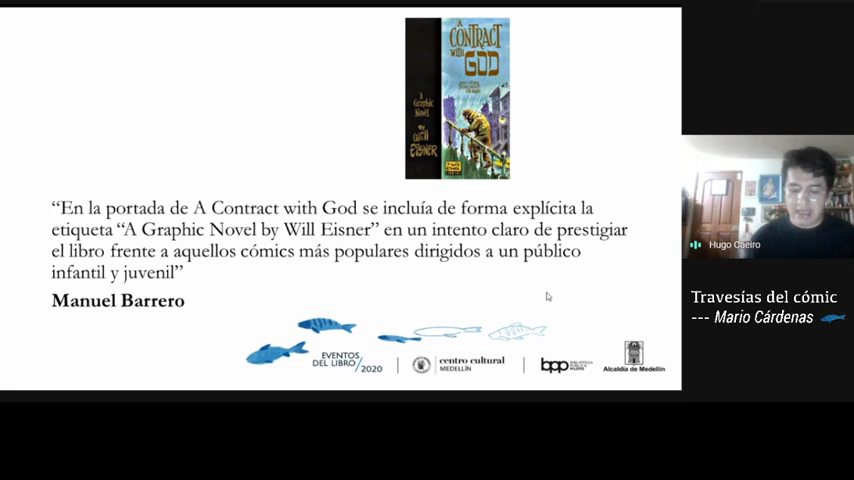 A
CONTRACT
with
GOD
A
Graphic
Novel
by
Will
EISNER
“En la portada de A Contract with God se incluía de forma explícita la
etiqueta “A Graphic Novel by Will Eisner” en un intento claro de prestigiar
el libro frente a aquellos cómics más populares dirigidos a un público
infantil y juvenil”
Manuel Barrero
EVENTOS
DEL LIBRO/2020
centro cultural
MEDELLÍN
bpp
Alcaldía de Medellín
Hugo Caeiro
Travesías del cómic
--- Mario Cárdenas